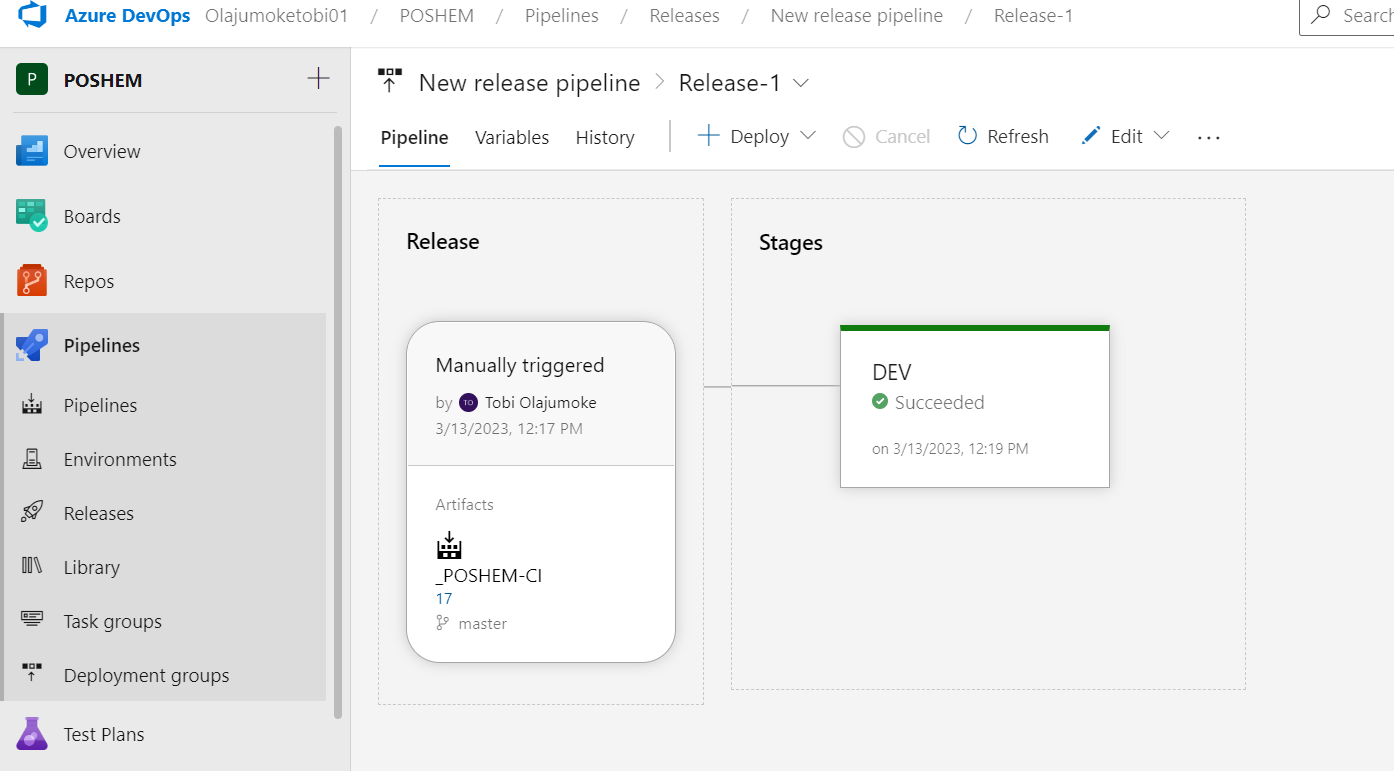 Azure DevOps Olajumoketobi01 / POSHEM / Pipelines / Releases / New release pipeline / Release-1
Search
P POSHEM
Overview
Boards
Repos
Pipelines
Pipelines
Environments
Releases
Library
Task groups
Deployment groups
Test Plans
New release pipeline > Release-1
Pipeline Variables History Deploy Cancel Refresh Edit ...
Release
Manually triggered
by TO Tobi Olajumoke
3/13/2023, 12:17 PM
Artifacts
_POSHEM-CI
17
master
Stages
DEV
Succeeded
on 3/13/2023, 12:19 PM